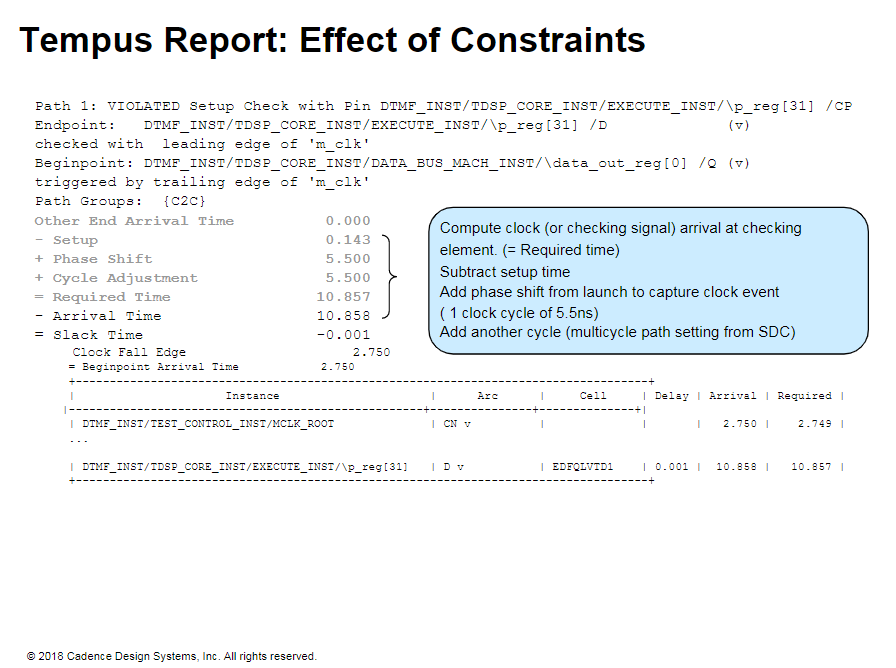 Tempus Report: Effect of Constraints
Path 1: VIOLATED Setup Check with Pin DTMF_INST/TDSP_CORE_INST/EXECUTE_INST/\p_reg[31] /CP
Endpoint: DTMF_INST/TDSP_CORE_INST/EXECUTE_INST/\p_reg[31] /D (v)
checked with leading edge of 'm_clk'
Beginpoint: DTMF_INST/TDSP_CORE_INST/DATA_BUS_MACH_INST/\data_out_reg[0] /Q (v)
triggered by trailing edge of 'm_clk'
Path Groups: {C2C}
Other End Arrival Time 0.000
- Setup 0.143
+ Phase Shift 5.500
+ Cycle Adjustment 5.500
= Required Time 10.857
- Arrival Time 10.858
= Slack Time -0.001
Clock Fall Edge 2.750
= Beginpoint Arrival Time 2.750
Compute clock (or checking signal) arrival at checking
element. (= Required time)
Subtract setup time
Add phase shift from launch to capture clock event
( 1 clock cycle of 5.5ns)
Add another cycle (multicycle path setting from SDC)
+--------------------------------------------------------------------------------+
| Instance | Arc | Cell | Delay | Arrival | Required |
|--------------------------------------------------+---------------+-------------+|
| DTMF_INST/TEST_CONTROL_INST/MCLK_ROOT | CN v | | | 2.750 | 2.749 |
...
| DTMF_INST/TDSP_CORE_INST/EXECUTE_INST/\p_reg[31] | D v | EDFQLVTD1 | 0.001 | 10.858 | 10.857 |
+--------------------------------------------------------------------------------+
© 2018 Cadence Design Systems, Inc. All rights reserved.